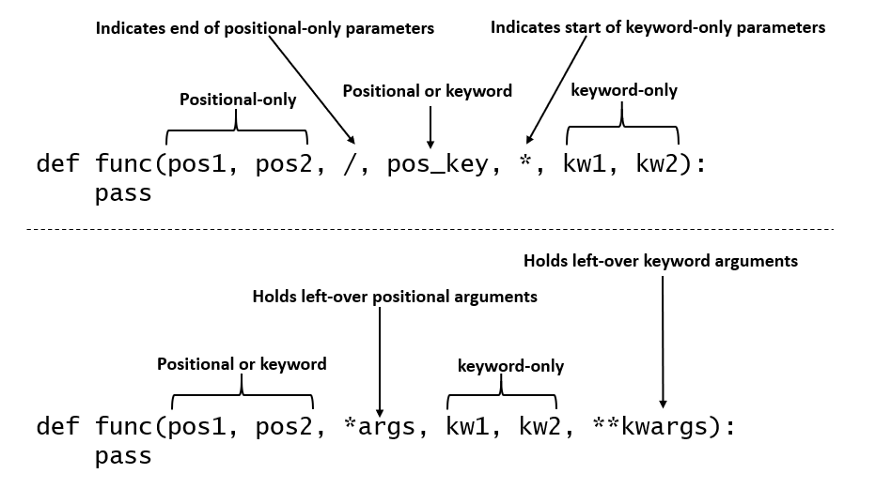 Indicates end of positional-only parameters
Indicates start of keyword-only parameters
Positional-only
Positional or keyword
keyword-only
def func(pos1, pos2, /, pos_key, *, kw1, kw2):
    pass
Holds left-over keyword arguments
Holds left-over positional arguments
Positional or keyword
keyword-only
def func(pos1, pos2, *args, kw1, kw2, **kwargs):
    pass